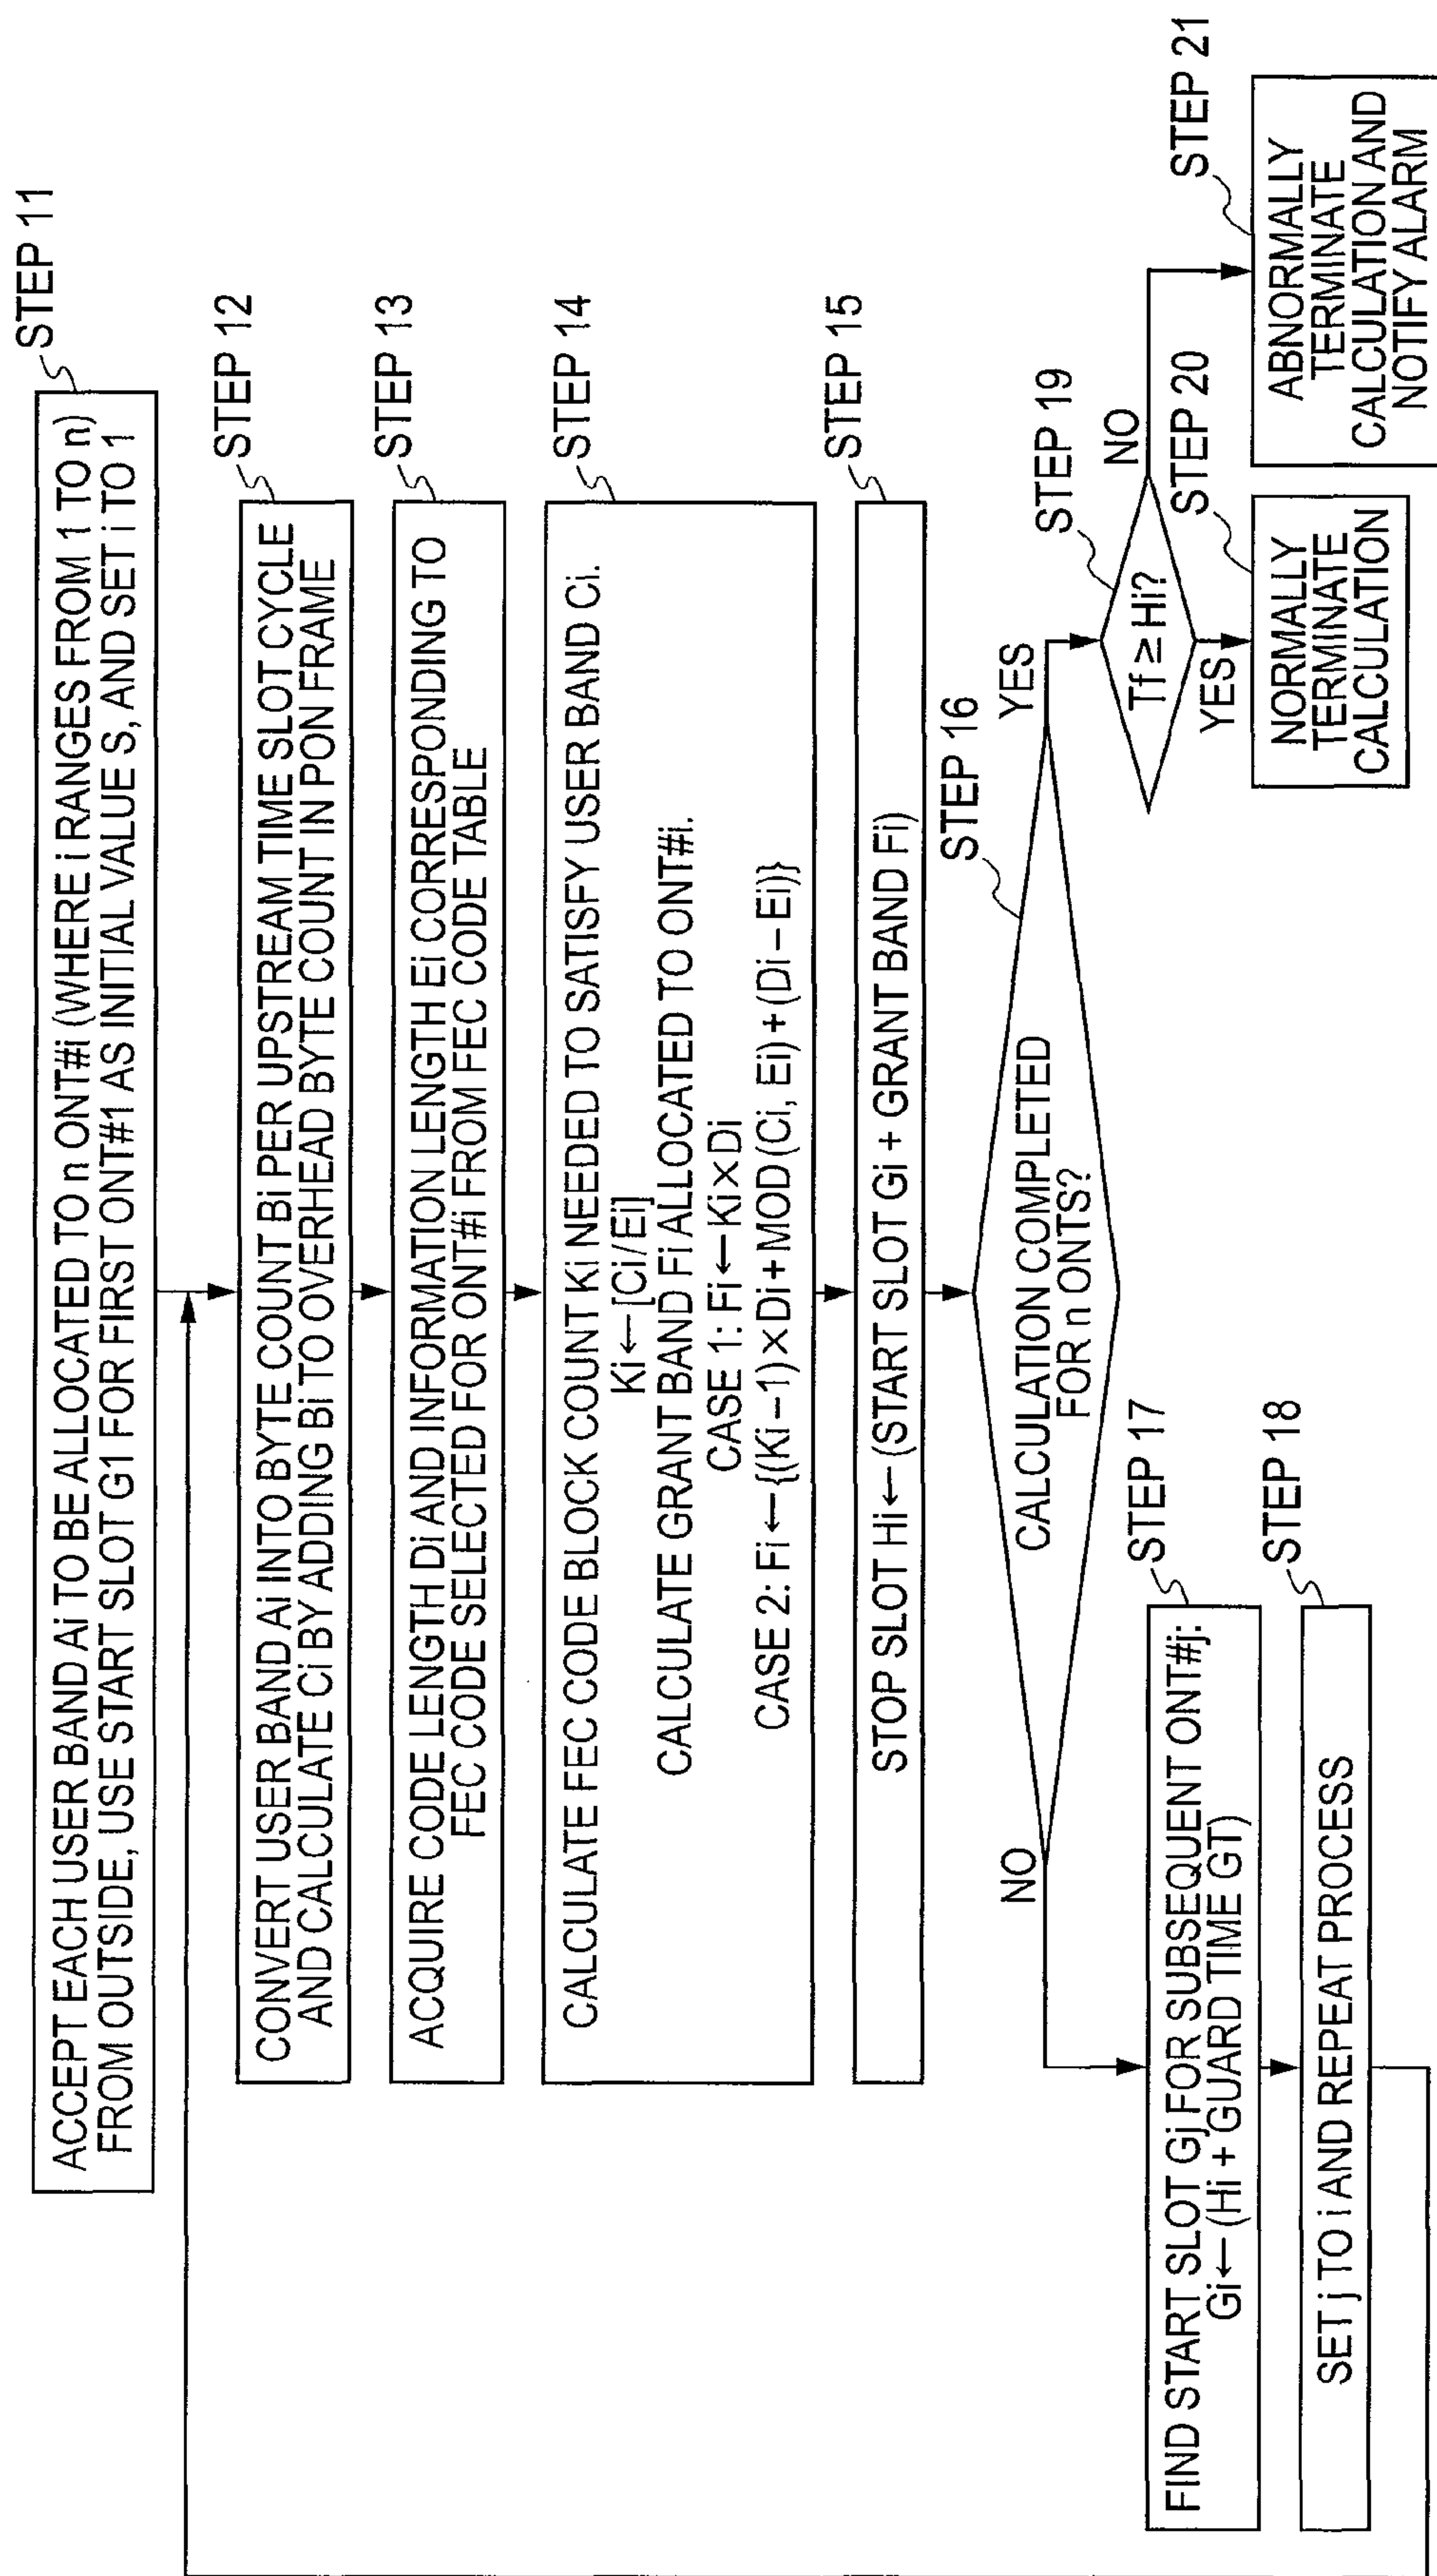 STEP 11
ACCEPT EACH USER BAND Ai TO BE ALLOCATED TO n ONT#i (WHERE i RANGES FROM 1 TO n)
FROM OUTSIDE, USE START SLOT G1 FOR FIRST ONT#1 AS INITIAL VALUE S, AND SET i TO 1
STEP 12
CONVERT USER BAND Ai INTO BYTE COUNT Bi PER UPSTREAM TIME SLOT CYCLE
AND CALCULATE Ci BY ADDING Bi TO OVERHEAD BYTE COUNT IN PON FRAME
STEP 13
ACQUIRE CODE LENGTH Di AND INFORMATION LENGTH Ei CORRESPONDING TO
FEC CODE SELECTED FOR ONT#i FROM FEC CODE TABLE
STEP 14
CALCULATE FEC CODE BLOCK COUNT Ki NEEDED TO SATISFY USER BAND Ci.
Ki←[Ci/Ei]
CALCULATE GRANT BAND Fi ALLOCATED TO ONT#i.
CASE 1: Fi←Ki×Di
CASE 2: Fi←{(Ki−1)×Di+MOD(Ci, Ei)+(Di−Ei)}
STEP 15
STOP SLOT Hi←(START SLOT Gi + GRANT BAND Fi)
STEP 16
CALCULATION COMPLETED
FOR n ONTS?
NO
YES
STEP 17
FIND START SLOT Gj FOR SUBSEQUENT ONT#j:
Gi←(Hi + GUARD TIME GT)
STEP 18
SET j TO i AND REPEAT PROCESS
STEP 19
Tf ≥ Hi?
YES
NO
STEP 20
NORMALLY
TERMINATE
CALCULATION
STEP 21
ABNORMALLY
TERMINATE
CALCULATION AND
NOTIFY ALARM